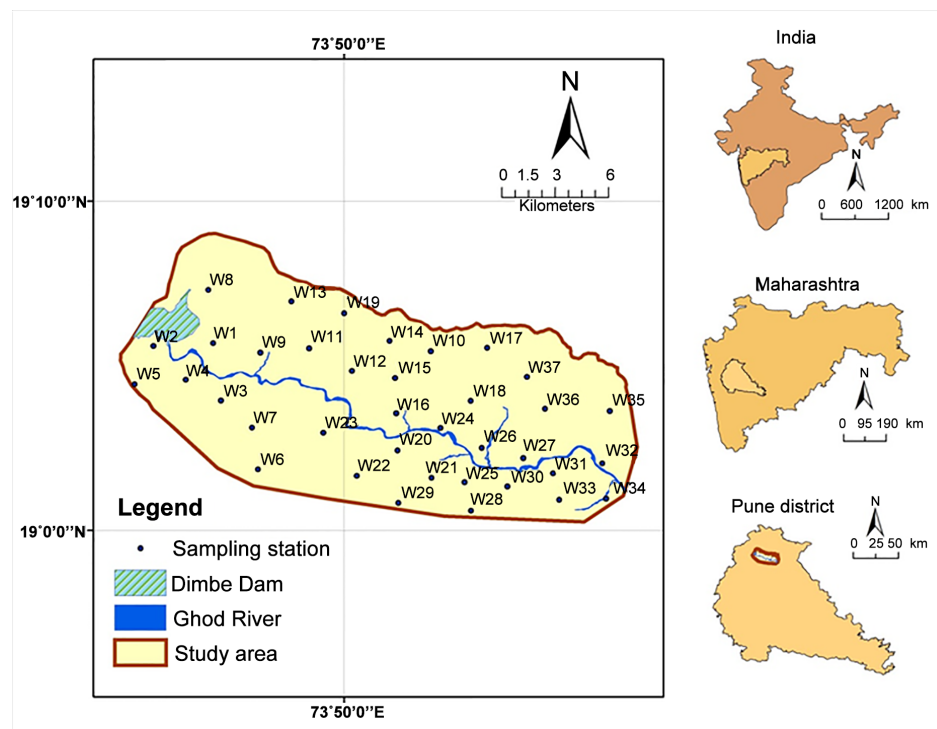 73°50'0''E
N
0 1.5 3 6
Kilometers
19°10'0''N
W8
W13
W19
W2
W1
W9
W11
W14
W10
W17
W5
W4
W12
W15
W37
W3
W16
W18
W36
W35
W7
W23
W24
W20
W26
W27
W32
W6
W22
W21
W25
W30
W31
W29
W28
W33
W34
19°0'0''N
Legend
Sampling station
Dimbe Dam
Ghod River
Study area
73°50'0''E
India
N
0 600 1200 km
Maharashtra
N
0 95 190 km
Pune district
N
0 25 50 km